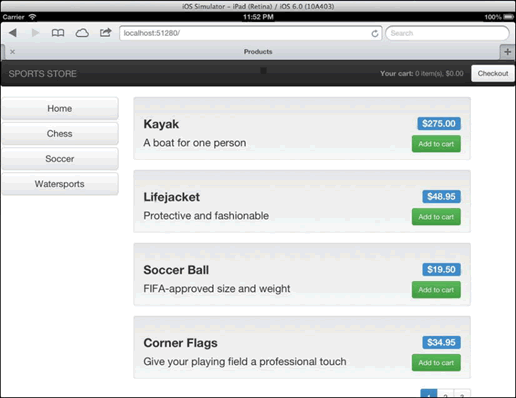 iOS Simulator – iPad (Retina) / iOS 6.0 (10A403)
Carrier 11:52 PM 100%
localhost:51280/ Search
Products
SPORTS STORE Your cart: 0 item(s), $0.00 Checkout
Home
Chess
Soccer
Watersports
Kayak $275.00
A boat for one person Add to cart
Lifejacket $48.95
Protective and fashionable Add to cart
Soccer Ball $19.50
FIFA-approved size and weight Add to cart
Corner Flags $34.95
Give your playing field a professional touch Add to cart
1 2 3